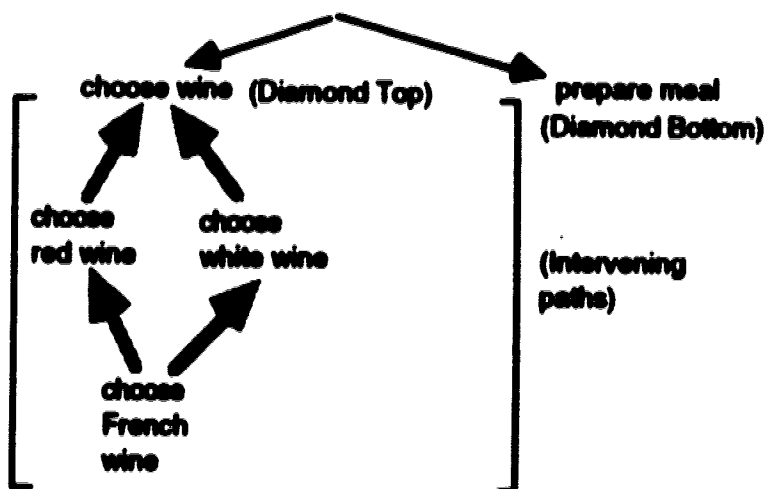 choose wine (Diamond Top)
prepare meal
(Diamond Bottom)
choose
red wine
choose
white wine
(Intervening
paths)
choose
French
wine